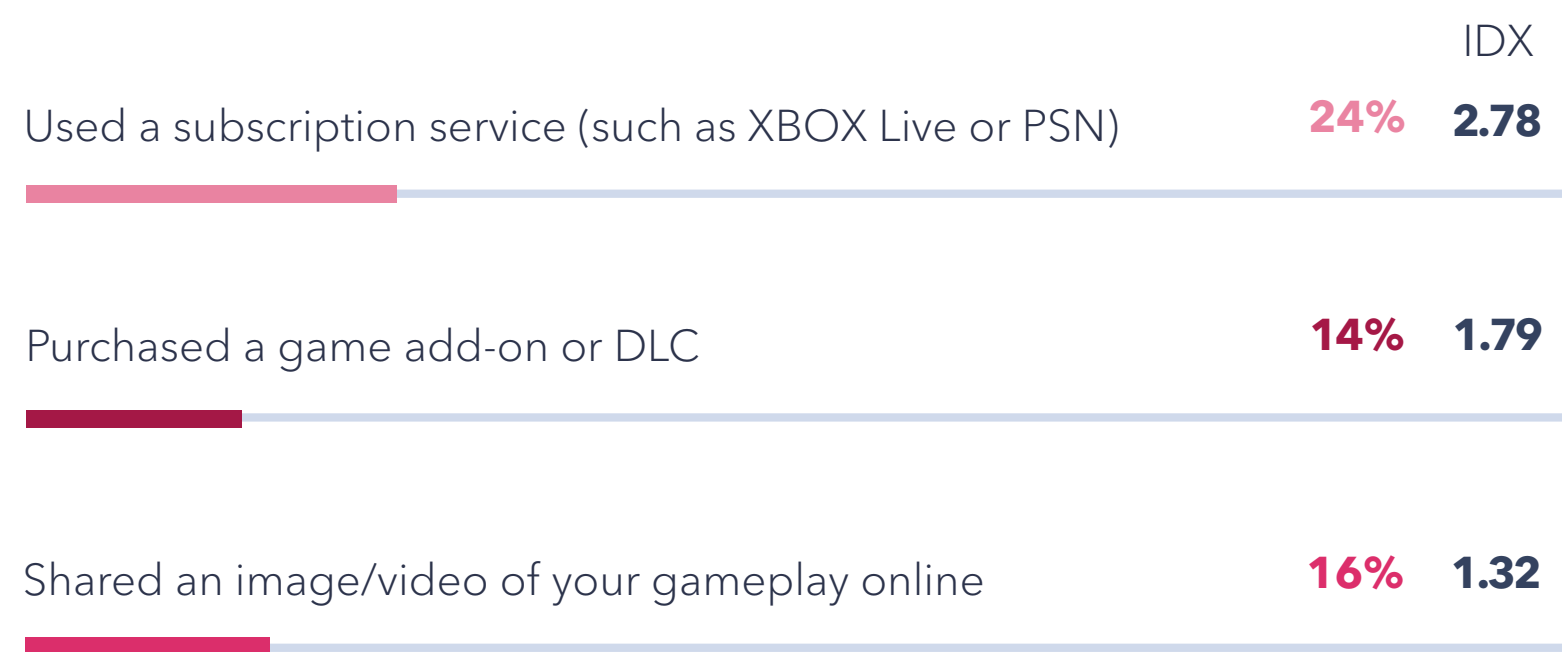 IDX
Used a subscription service (such as XBOX Live or PSN) 24% 2.78
Purchased a game add-on or DLC 14% 1.79
Shared an image/video of your gameplay online 16% 1.32